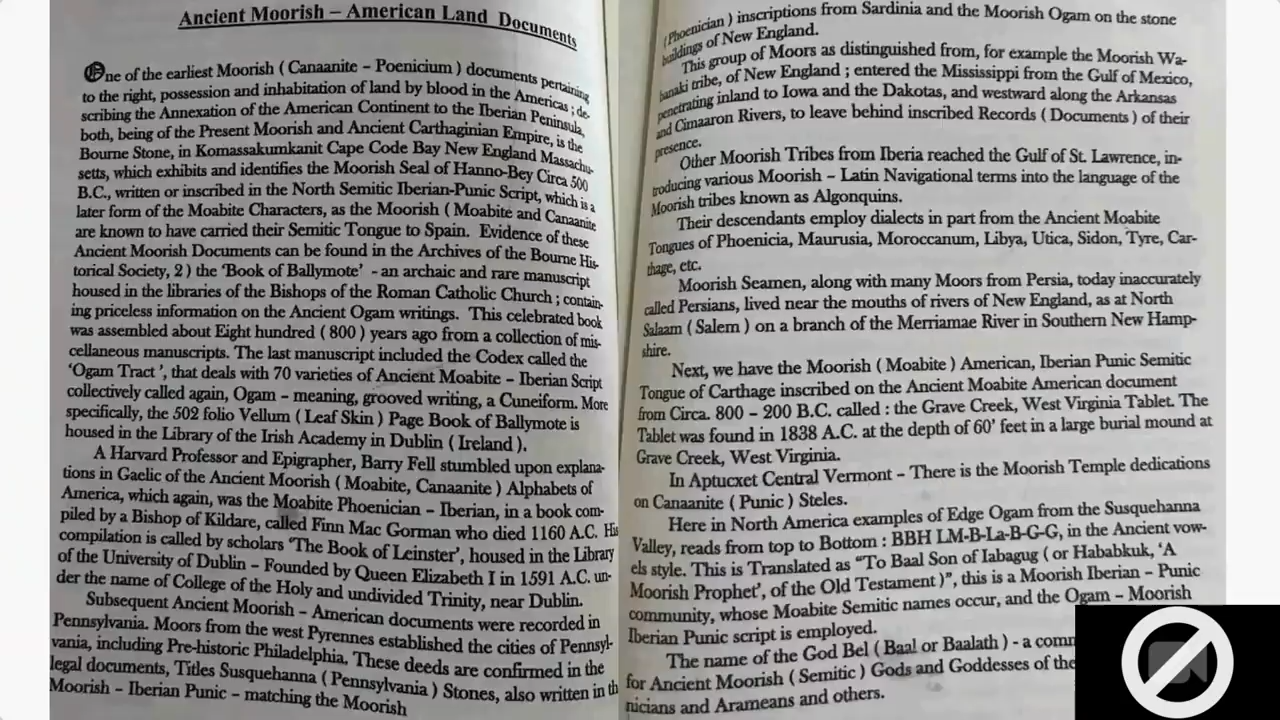 Ancient Moorish – American Land Documents
One of the earliest Moorish ( Canaanite – Poenicium ) documents pertaining
to the right, possession and inhabitation of land by blood in the Americas ; de-
scribing the Annexation of the American Continent to the Iberian Peninsula,
both, being of the Present Moorish and Ancient Carthaginian Empire, is the
Bourne Stone, in Komassakumkanit Cape Code Bay New England Massachu-
setts, which exhibits and identifies the Moorish Seal of Hanno-Bey Circa 500
B.C., written or inscribed in the North Semitic Iberian-Punic Script, which is a
later form of the Moabite Characters, as the Moorish ( Moabite and Canaanite
are known to have carried their Semitic Tongue to Spain. Evidence of these
Ancient Moorish Documents can be found in the Archives of the Bourne His-
torical Society, 2 ) the ‘Book of Ballymote’ - an archaic and rare manuscript
housed in the libraries of the Bishops of the Roman Catholic Church ; contain-
ing priceless information on the Ancient Ogam writings. This celebrated book
was assembled about Eight hundred ( 800 ) years ago from a collection of mis-
cellaneous manuscripts. The last manuscript included the Codex called the
‘Ogam Tract ’, that deals with 70 varieties of Ancient Moabite – Iberian Script
collectively called again, Ogam – meaning, grooved writing, a Cuneiform. More
specifically, the 502 folio Vellum ( Leaf Skin ) Page Book of Ballymote is
housed in the Library of the Irish Academy in Dublin ( Ireland ).
A Harvard Professor and Epigrapher, Barry Fell stumbled upon explana-
tions in Gaelic of the Ancient Moorish ( Moabite, Canaanite ) Alphabets of
America, which again, was the Moabite Phoenician – Iberian, in a book com-
piled by a Bishop of Kildare, called Finn Mac Gorman who died 1160 A.C. His
compilation is called by scholars ‘The Book of Leinster’, housed in the Library
of the University of Dublin – Founded by Queen Elizabeth I in 1591 A.C. un-
der the name of College of the Holy and undivided Trinity, near Dublin.
Subsequent Ancient Moorish – American documents were recorded in
Pennsylvania. Moors from the west Pyrennes established the cities of Pennsyl-
vania, including Pre-historic Philadelphia. These deeds are confirmed in the
legal documents, Titles Susquehanna ( Pennsylvania ) Stones, also written in th
Moorish – Iberian Punic – matching the Moorish
( Phoenician ) inscriptions from Sardinia and the Moorish Ogam on the stone
buildings of New England.
This group of Moors as distinguished from, for example the Moorish Wa-
banaki tribe, of New England ; entered the Mississippi from the Gulf of Mexico,
penetrating inland to Iowa and the Dakotas, and westward along the Arkansas
and Cimaaron Rivers, to leave behind inscribed Records ( Documents ) of their
presence.
Other Moorish Tribes from Iberia reached the Gulf of St. Lawrence, in-
troducing various Moorish – Latin Navigational terms into the language of the
Moorish tribes known as Algonquins.
Their descendants employ dialects in part from the Ancient Moabite
Tongues of Phoenicia, Maurusia, Moroccanum, Libya, Utica, Sidon, Tyre, Car-
thage, etc.
Moorish Seamen, along with many Moors from Persia, today inaccurately
called Persians, lived near the mouths of rivers of New England, as at North
Salaam ( Salem ) on a branch of the Merriamae River in Southern New Hamp-
shire.
Next, we have the Moorish ( Moabite ) American, Iberian Punic Semitic
Tongue of Carthage inscribed on the Ancient Moabite American document
from Circa. 800 – 200 B.C. called : the Grave Creek, West Virginia Tablet. The
Tablet was found in 1838 A.C. at the depth of 60’ feet in a large burial mound at
Grave Creek, West Virginia.
In Aptucxet Central Vermont – There is the Moorish Temple dedications
on Canaanite ( Punic ) Steles.
Here in North America examples of Edge Ogam from the Susquehanna
Valley, reads from top to Bottom : BBH LM-B-La-B-G-G, in the Ancient vow-
els style. This is Translated as “To Baal Son of Iabagug ( or Hababkuk, ‘A
Moorish Prophet’, of the Old Testament )”, this is a Moorish Iberian – Punic
community, whose Moabite Semitic names occur, and the Ogam – Moorish
Iberian Punic script is employed.
The name of the God Bel ( Baal or Baalath ) - a comm
for Ancient Moorish ( Semitic ) Gods and Goddesses of the
nicians and Arameans and others.